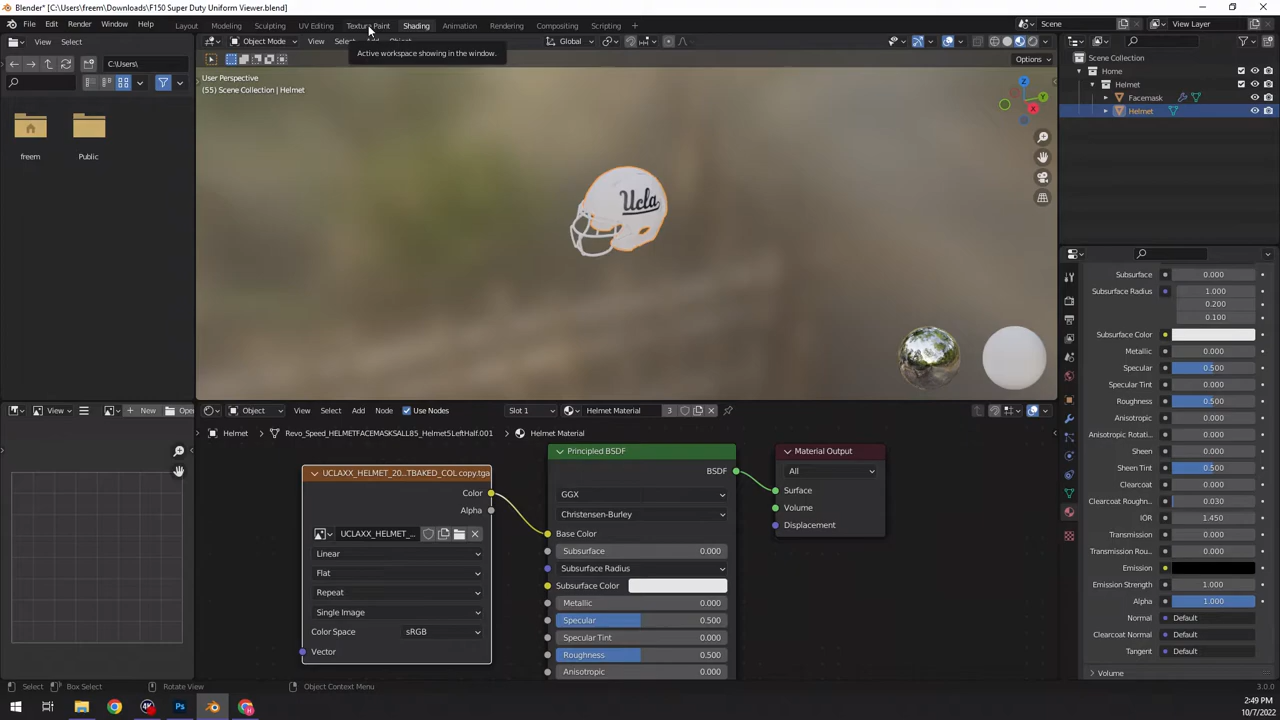 Blender* [C:\Users\freem\Downloads\F150 Super Duty Uniform Viewer.blend]
File Edit Render Window Help
Layout Modeling Sculpting UV Editing Texture Paint Shading Animation Rendering Compositing Scripting +
Scene
View Layer
Active workspace showing in the window.
View Select
C:\Users\
freem
Public
Object Mode
View Select Add Object
Global
Options
User Perspective
(55) Scene Collection | Helmet
Ucla
X
Y
Z
Scene Collection
Home
Helmet
Facemask
Helmet
Subsurface 0.000
Subsurface Radius 1.000
0.200
0.100
Subsurface Color
Metallic 0.000
Specular 0.500
Specular Tint 0.000
Roughness 0.500
Anisotropic 0.000
Anisotropic Rotati... 0.000
Sheen 0.000
Sheen Tint 0.500
Clearcoat 0.000
Clearcoat Roughn... 0.030
IOR 1.450
Transmission 0.000
Transmission Rou... 0.000
Emission
Emission Strength 1.000
Alpha 1.000
Normal Default
Clearcoat Normal Default
Tangent Default
Volume
View
New
Open
Object
View Select Add Node
Use Nodes
Slot 1
Helmet Material 3
Helmet > Revo_Speed_HELMETFACEMASKSALL85_Helmet5LeftHalf.001 > Helmet Material
UCLAXX_HELMET_20...TBAKED_COL copy.tga
Color
Alpha
UCLAXX_HELMET_...
Linear
Flat
Repeat
Single Image
Color Space sRGB
Vector
Principled BSDF
BSDF
GGX
Christensen-Burley
Base Color
Subsurface 0.000
Subsurface Radius
Subsurface Color
Metallic 0.000
Specular 0.500
Specular Tint 0.000
Roughness 0.500
Anisotropic 0.000
Material Output
All
Surface
Volume
Displacement
Select
Box Select
Rotate View
Object Context Menu
3.0.0
4K
Ps
2:49 PM
10/7/2022